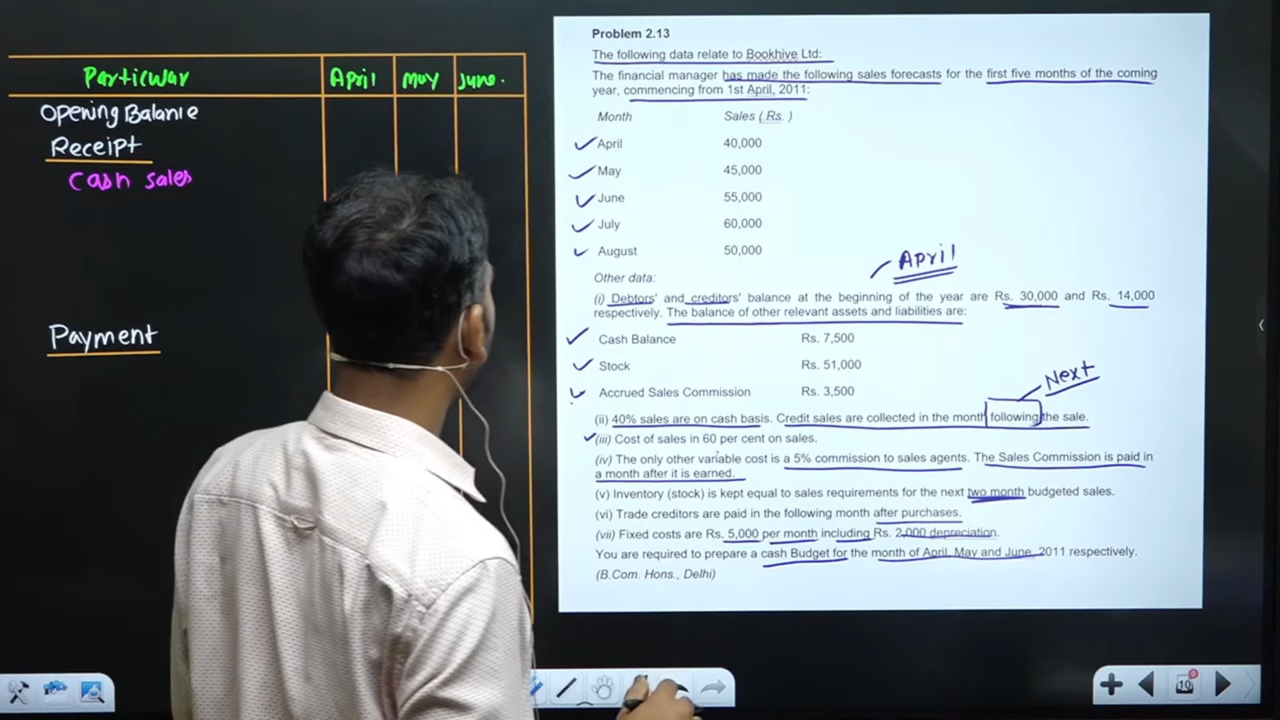 Particular April May June.
Opening Balance
Receipt
Cash Sales
Payment
Problem 2.13
The following data relate to Bookhive Ltd:
The financial manager has made the following sales forecasts for the first five months of the coming
year, commencing from 1st April, 2011:
Month Sales ( Rs. )
April 40,000
May 45,000
June 55,000
July 60,000
August 50,000
April
Other data:
(i) Debtors' and creditors' balance at the beginning of the year are Rs. 30,000 and Rs. 14,000
respectively. The balance of other relevant assets and liabilities are:
Cash Balance Rs. 7,500
Stock Rs. 51,000
Next
Accrued Sales Commission Rs. 3,500
(ii) 40% sales are on cash basis. Credit sales are collected in the month following the sale.
(iii) Cost of sales in 60 per cent on sales.
(iv) The only other variable cost is a 5% commission to sales agents. The Sales Commission is paid in
a month after it is earned.
(v) Inventory (stock) is kept equal to sales requirements for the next two month budgeted sales.
(vi) Trade creditors are paid in the following month after purchases.
(vii) Fixed costs are Rs. 5,000 per month including Rs. 2,000 depreciation.
You are required to prepare a cash Budget for the month of April, May and June, 2011 respectively.
(B.Com. Hons., Delhi)
10